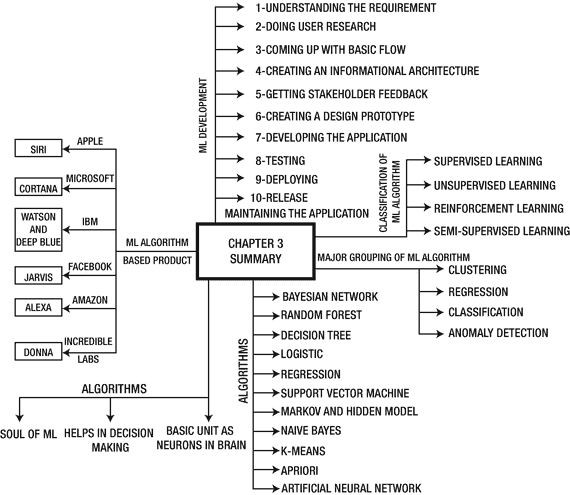 1-UNDERSTANDING THE REQUIREMENT
2-DOING USER RESEARCH
3-COMING UP WITH BASIC FLOW
4-CREATING AN INFORMATIONAL ARCHITECTURE
5-GETTING STAKEHOLDER FEEDBACK
6-CREATING A DESIGN PROTOTYPE
7-DEVELOPING THE APPLICATION
8-TESTING
9-DEPLOYING
10-RELEASE
MAINTAINING THE APPLICATION
ML DEVELOPMENT
APPLE
SIRI
MICROSOFT
CORTANA
IBM
WATSON
AND
DEEP BLUE
FACEBOOK
JARVIS
AMAZON
ALEXA
INCREDIBLE
LABS
DONNA
ML ALGORITHM
BASED PRODUCT
CHAPTER 3
SUMMARY
CLASSIFICATION OF
ML ALGORITHM
SUPERVISED LEARNING
UNSUPERVISED LEARNING
REINFORCEMENT LEARNING
SEMI-SUPERVISED LEARNING
MAJOR GROUPING OF ML ALGORITHM
CLUSTERING
REGRESSION
CLASSIFICATION
ANOMALY DETECTION
ALGORITHMS
BAYESIAN NETWORK
RANDOM FOREST
DECISION TREE
LOGISTIC
REGRESSION
SUPPORT VECTOR MACHINE
MARKOV AND HIDDEN MODEL
NAIVE BAYES
K-MEANS
APRIORI
ARTIFICIAL NEURAL NETWORK
ALGORITHMS
SOUL OF ML
HELPS IN DECISION
MAKING
BASIC UNIT AS
NEURONS IN BRAIN